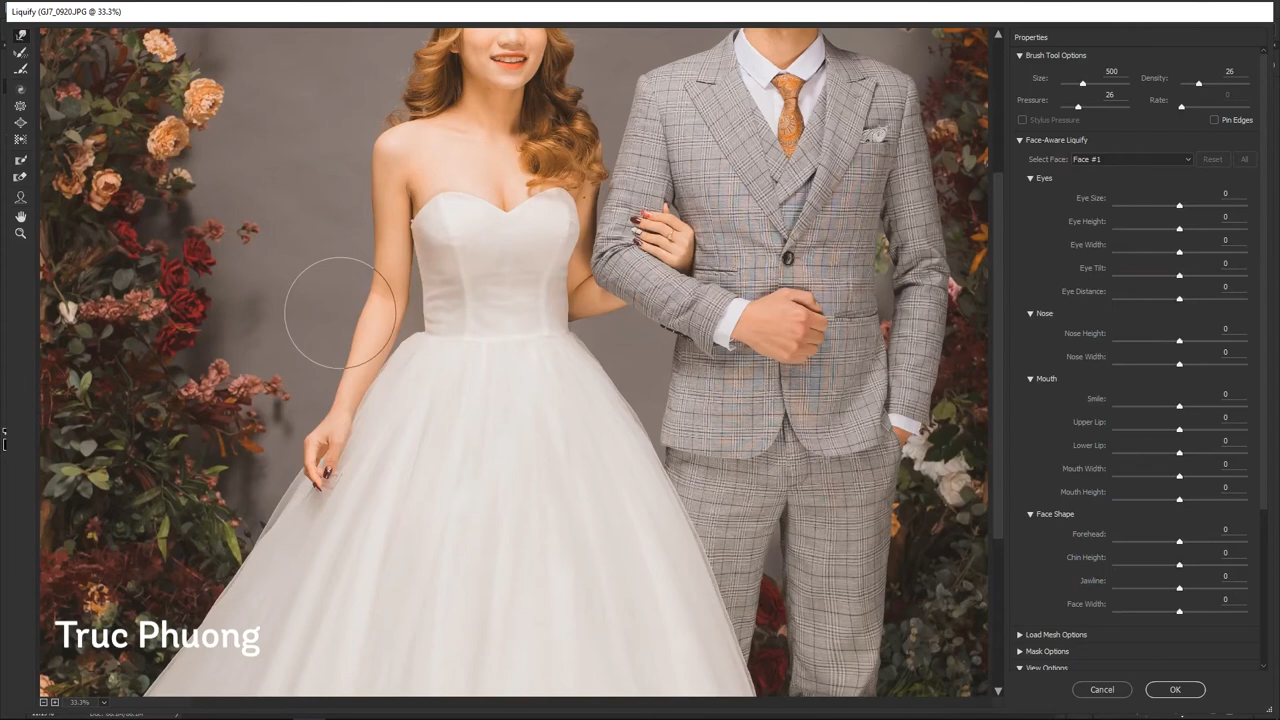 Liquify (GJ7_0920.JPG @ 33.3%)
Properties
Brush Tool Options
Size: 500 Density: 26
Pressure: 26 Rate: 0
Stylus Pressure Pin Edges
Face-Aware Liquify
Select Face: Face #1 Reset All
Eyes
Eye Size: 0
Eye Height: 0
Eye Width: 0
Eye Tilt: 0
Eye Distance: 0
Nose
Nose Height: 0
Nose Width: 0
Mouth
Smile: 0
Upper Lip: 0
Lower Lip: 0
Mouth Width: 0
Mouth Height: 0
Face Shape
Forehead: 0
Chin Height: 0
Jawline: 0
Face Width: 0
Load Mesh Options
Mask Options
View Options
Truc Phuong
Cancel OK
33.3%